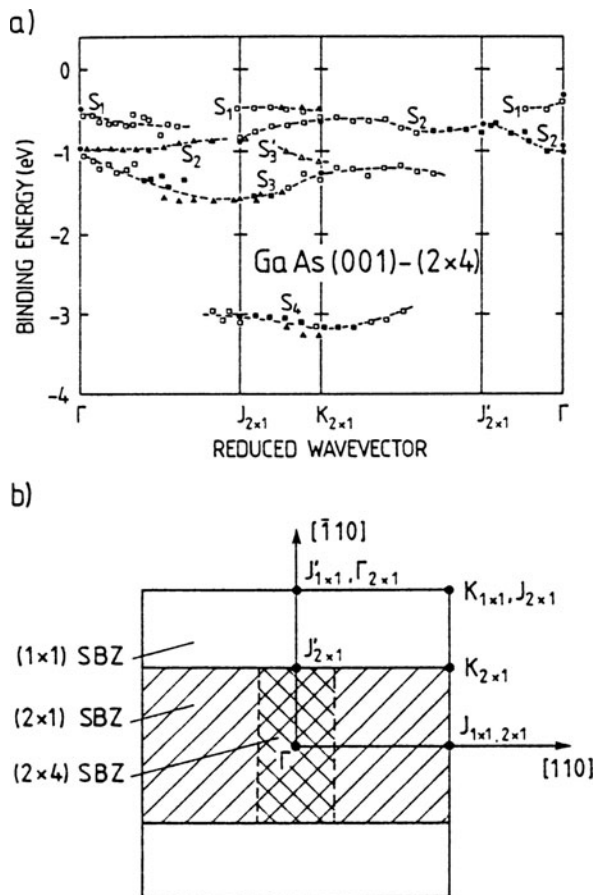 a)
0
-1
-2
-3
-4
BINDING ENERGY (eV)
S1
S1
S2
S1
S2
S3'
S2
S3
GaAs(001)-(2×4)
S4
Γ
J2×1
K2×1
J'2×1
Γ
REDUCED WAVEVECTOR
b)
[1̄10]
J'1×1, Γ2×1
K1×1, J2×1
(1×1) SBZ
J'2×1
K2×1
(2×1) SBZ
(2×4) SBZ
Γ
J1×1,2×1
[110]